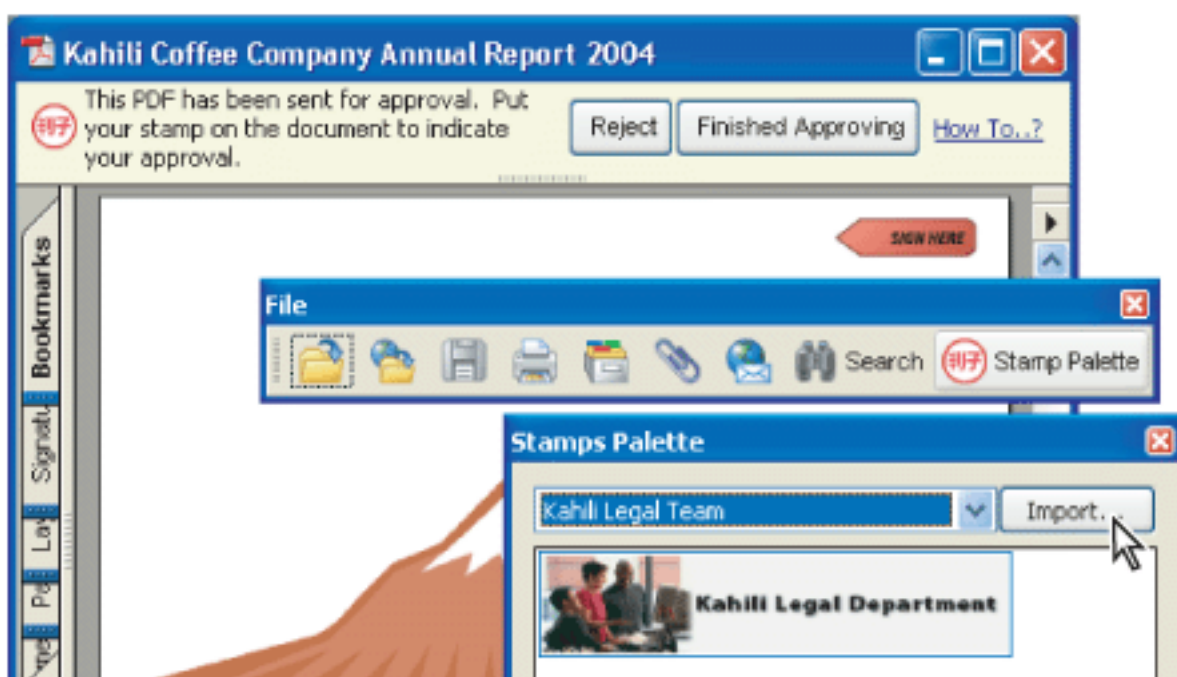 Kahili Coffee Company Annual Report 2004
This PDF has been sent for approval. Put
your stamp on the document to indicate
your approval.
Reject
Finished Approving
How To..?
Bookmarks
SIGN HERE
File
Search
Stamp Palette
Stamps Palette
Kahili Legal Team
Import...
Kahili Legal Department
Signatu
Lay